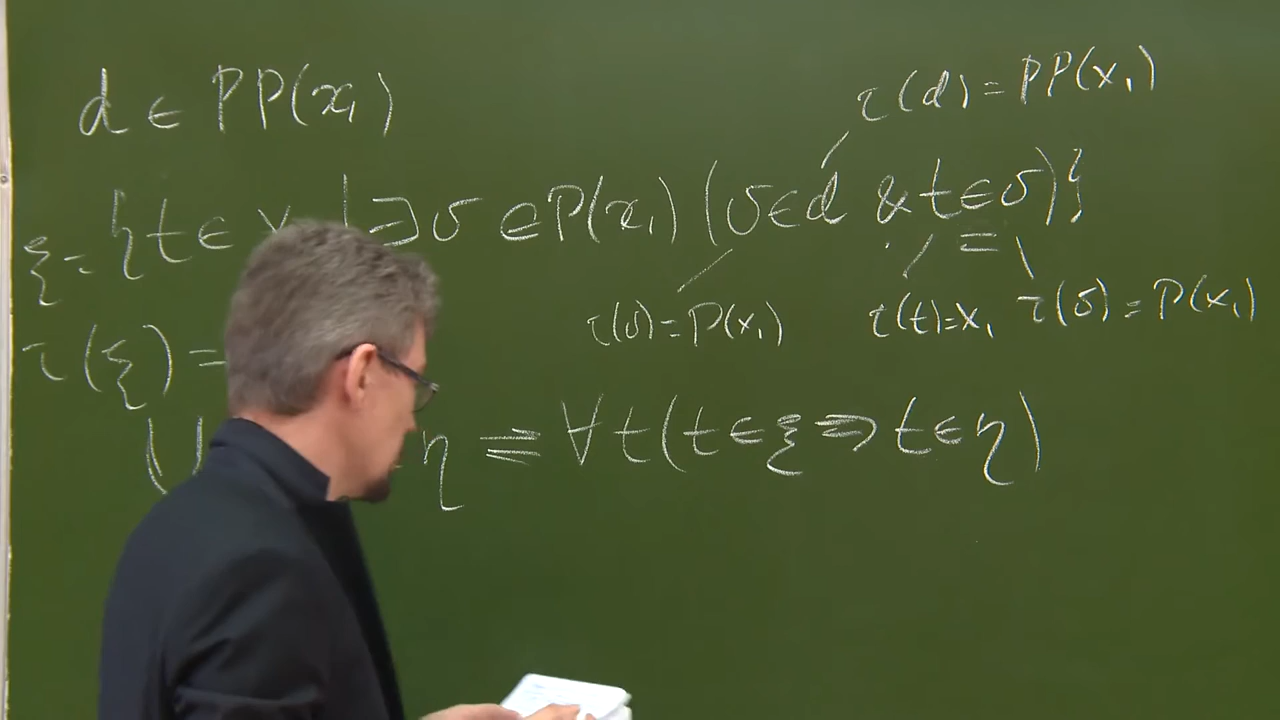 d ∈ PP(x₁)
τ(d) = PP(x₁)
ξ = {t ∈ X | ∃σ ∈ P(x₁) (σ ∈ d & t ∈ σ)}
τ(σ) = P(x₁)
τ(t) = x₁ τ(σ) = P(x₁)
τ(ξ) =
η ≡ ∀t(t ∈ ξ ⇒ t ∈ η)